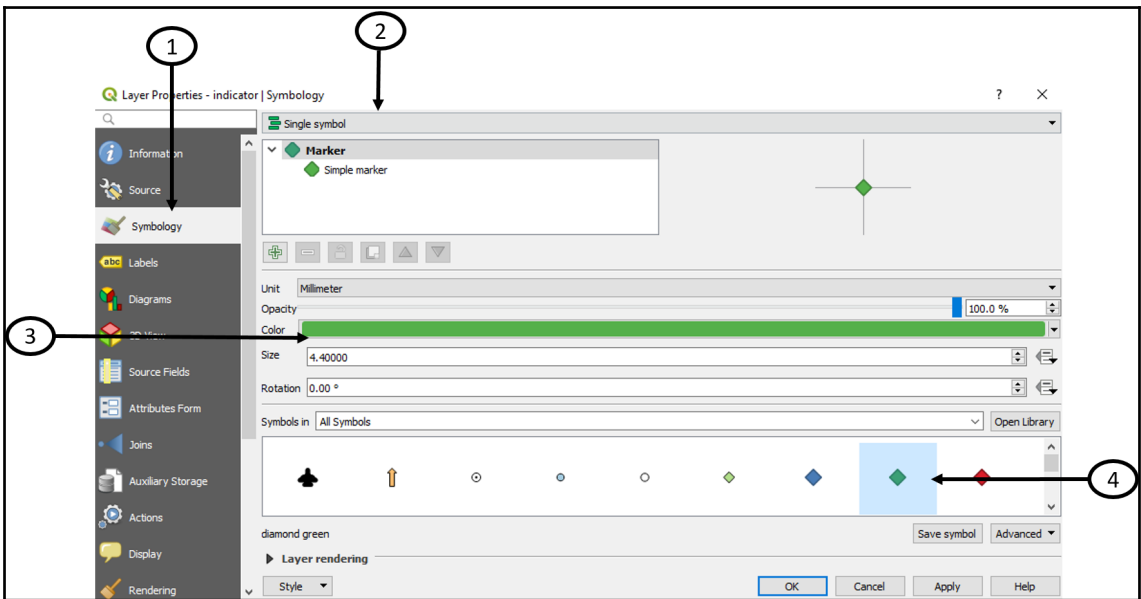 1
2
Layer Properties - indicator | Symbology
?
Single symbol
Information
Marker
Simple marker
Source
Symbology
abc Labels
Unit Millimeter
Diagrams
Opacity 100.0 %
3
3D View
Color
Size 4.40000
Source Fields
Rotation 0.00 °
Attributes Form
Symbols in All Symbols Open Library
Joins
Auxiliary Storage
4
Actions
diamond green Save symbol Advanced
Display
Layer rendering
Rendering
Style OK Cancel Apply Help